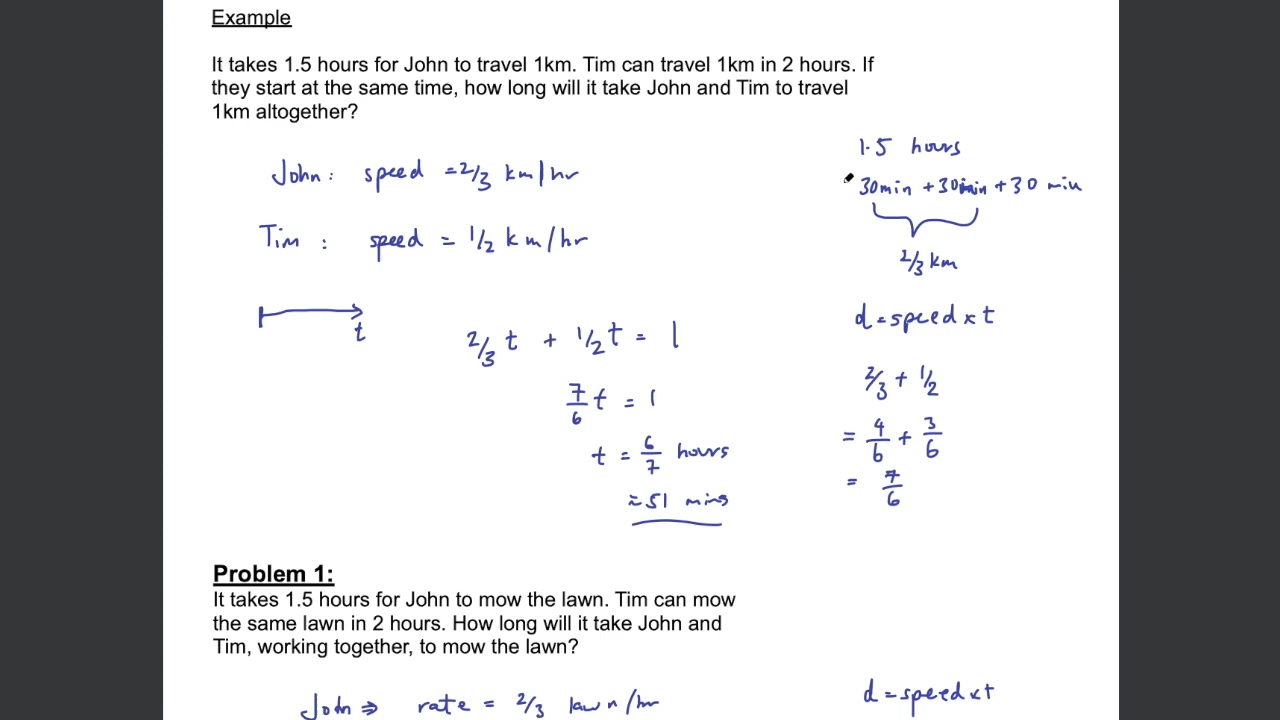 Example
It takes 1.5 hours for John to travel 1km. Tim can travel 1km in 2 hours. If
they start at the same time, how long will it take John and Tim to travel
1km altogether?
1.5 hours
John: speed = 2/3 km/hr
30min + 30min + 30 min
Tim: speed = 1/2 km/hr
2/3 km
t
d = speed x t
2/3 t + 1/2 t = 1
2/3 + 1/2
7/6 t = 1
= 4/6 + 3/6
t = 6/7 hours
= 7/6
≈ 51 mins
Problem 1:
It takes 1.5 hours for John to mow the lawn. Tim can mow
the same lawn in 2 hours. How long will it take John and
Tim, working together, to mow the lawn?
John ⇒ rate = 2/3 lawn/hr
d = speed x t